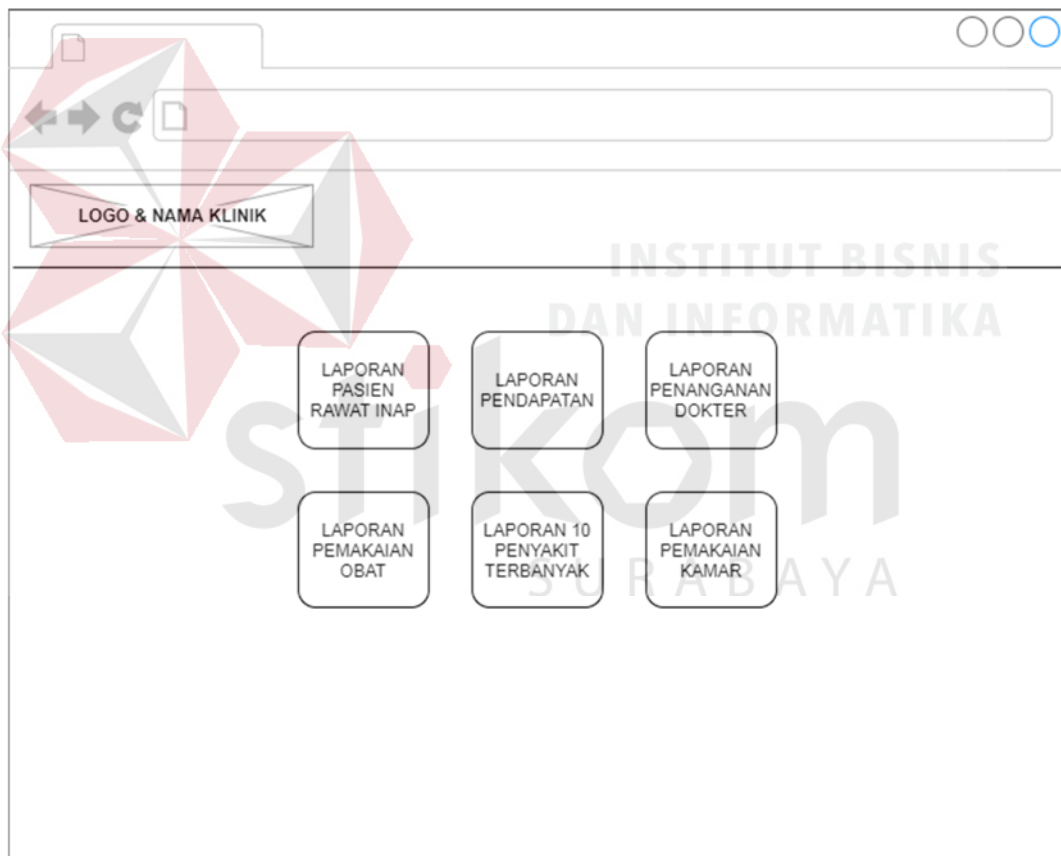 LOGO & NAMA KLINIK
INSTITUT BISNIS
DAN INFORMATIKA
LAPORAN
PASIEN
RAWAT INAP
LAPORAN
PENDAPATAN
LAPORAN
PENANGANAN
DOKTER
stikom
SURABAYA
LAPORAN
PEMAKAIAN
OBAT
LAPORAN 10
PENYAKIT
TERBANYAK
LAPORAN
PEMAKAIAN
KAMAR